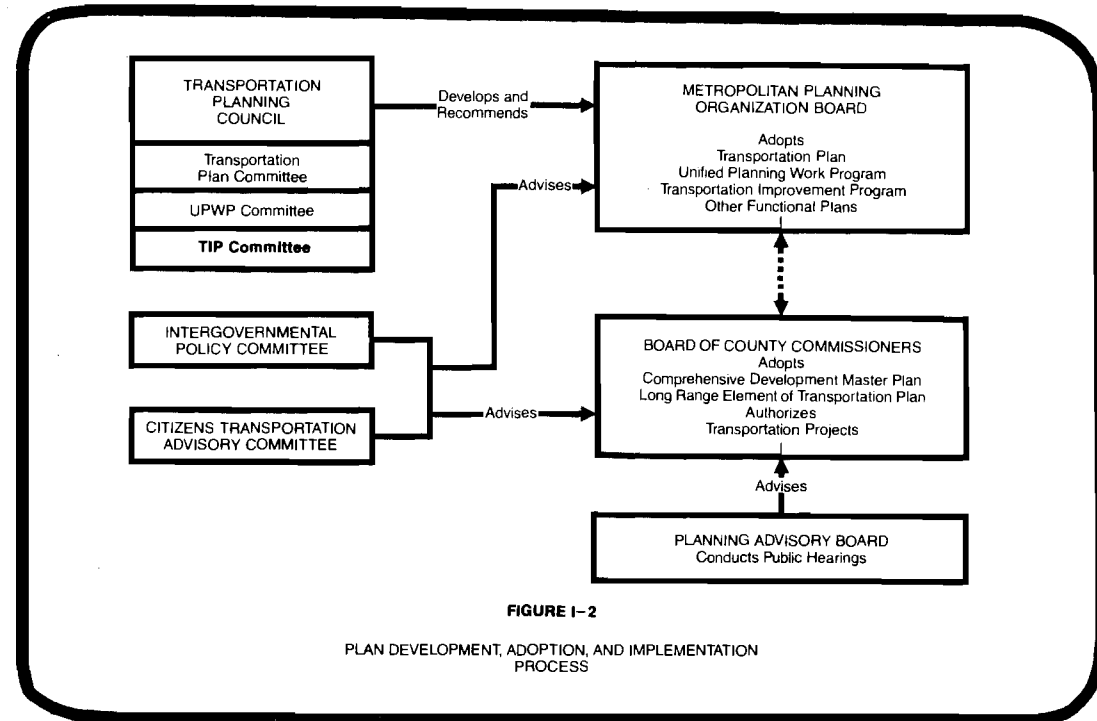 TRANSPORTATION
PLANNING
COUNCIL
Transportation
Plan Committee
UPWP Committee
TIP Committee
Develops and
Recommends
METROPOLITAN PLANNING
ORGANIZATION BOARD
Adopts
Transportation Plan
Unified Planning Work Program
Transportation Improvement Program
Other Functional Plans
Advises
INTERGOVERNMENTAL
POLICY COMMITTEE
CITIZENS TRANSPORTATION
ADVISORY COMMITTEE
Advises
BOARD OF COUNTY COMMISSIONERS
Adopts
Comprehensive Development Master Plan
Long Range Element of Transportation Plan
Authorizes
Transportation Projects
Advises
PLANNING ADVISORY BOARD
Conducts Public Hearings
FIGURE I-2
PLAN DEVELOPMENT, ADOPTION, AND IMPLEMENTATION
PROCESS